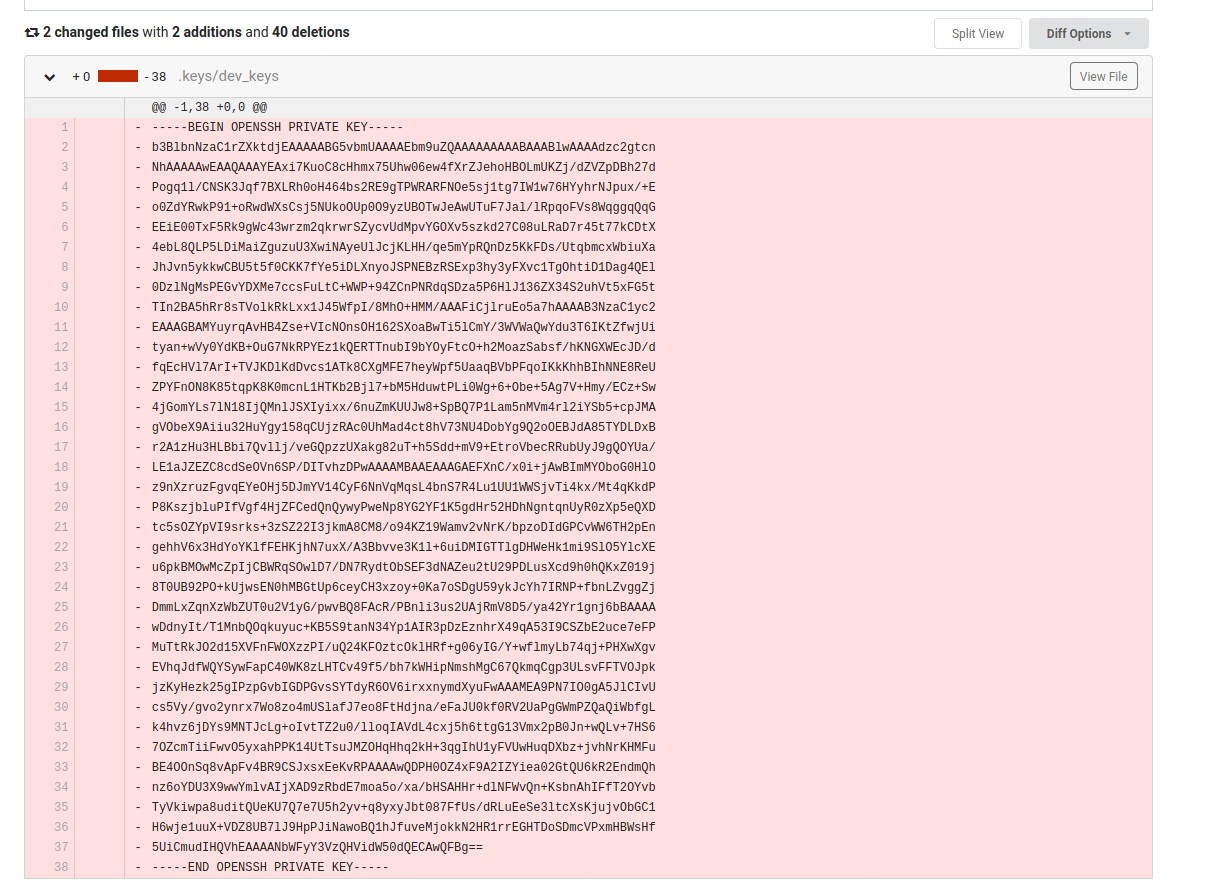 2 changed files with 2 additions and 40 deletions
Split View
Diff Options
+ 0 - 38 .keys/dev_keys
View File
@@ -1,38 +0,0 @@
1 - -----BEGIN OPENSSH PRIVATE KEY-----
2 - b3BlbnNzaC1rZXktdjEAAAAABG5vbmUAAAAEbm9uZQAAAAAAAAABAAABlwAAAAdzc2gtcn
3 - NhAAAAAwEAAQAAAYEAxi7KuoC8cHhmx75Uhw06ew4fXrZJehoHBOLmUKZj/dZVZpDBh27d
4 - Pogq1l/CNSK3Jqf7BXLRh0oH464bs2RE9gTPWRARFNOe5sj1tg7IW1w76HYyhrNJpux/+E
5 - o0ZdYRwkP91+oRwdWXsCsj5NUkoOUp0O9yzUBOTwJeAwUTuF7Jal/lRpqoFVs8WqggqQqG
6 - EEiE00TxF5Rk9gWc43wrzm2qkrwrSZycvUdMpvYGOXv5szkd27C08uLRaD7r45t77kCDtX
7 - 4ebL8QLP5LDiMaiZguzuU3XwiNAyeUlJcjKLHH/qe5mYpRQnDz5KkFDs/UtqbmcxWbiuXa
8 - JhJvn5ykkwCBU5t5f0CKK7fYe5iDLXnyoJSPNEBzRSExp3hy3yFXvc1TgOhtiD1Dag4QEl
9 - 0DzlNgMsPEGvYDXMe7ccsFuLtC+WWP+94ZCnPNRdqSDza5P6HlJ136ZX34S2uhVt5xFG5t
10 - TIn2BA5hRr8sTVolkRkLxx1J45WfpI/8MhO+HMM/AAAFiCjlruEo5a7hAAAAB3NzaC1yc2
11 - EAAAGBAMYuyrqAvHB4Zse+VIcNOnsOH162SXoaBwTi5lCmY/3WVWaQwYdu3T6IKtZfwjUi
12 - tyan+wVy0YdKB+OuG7NkRPYEz1kQERTTnubI9bYOyFtcO+h2MoazSabsf/hKNGXWEcJD/d
13 - fqEcHVl7ArI+TVJKDlKdDvcs1ATk8CXgMFE7heyWpf5UaaqBVbPFqoIKkKhhBIhNNE8ReU
14 - ZPYFnON8K85tqpK8K0mcnL1HTKb2Bjl7+bM5HduwtPLi0Wg+6+Obe+5Ag7V+Hmy/ECz+Sw
15 - 4jGomYLs7lN18IjQMnlJSXIyixx/6nuZmKUUJw8+SpBQ7P1Lam5nMVm4rl2iYSb5+cpJMA
16 - gVObeX9Aiiu32HuYgy158qCUjzRAc0UhMad4ct8hV73NU4DobYg9Q2oOEBJdA85TYDLDxB
17 - r2A1zHu3HLBbi7Qvllj/veGQpzzUXakg82uT+h5Sdd+mV9+EtroVbecRRubUyJ9gQOYUa/
18 - LE1aJZEZC8cdSeOVn6SP/DITvhzDPwAAAAMBAAEAAAGAEFXnC/x0i+jAwBImMYOboG0HlO
19 - z9nXzruzFgvqEYeOHj5DJmYV14CyF6NnVqMqsL4bnS7R4Lu1UU1WWSjvTi4kx/Mt4qKkdP
20 - P8KszjbluPIfVgf4HjZFCedQnQywyPweNp8YG2YF1K5gdHr52HDhNgntqnUyR0zXp5eQXD
21 - tc5sOZYpVI9srks+3zSZ22I3jkmA8CM8/o94KZ19Wamv2vNrK/bpzoDIdGPCvWW6TH2pEn
22 - gehhV6x3HdYoYKlfFEHKjhN7uxX/A3Bbvve3K1l+6uiDMIGTTlgDHWeHk1mi9SlO5YlcXE
23 - u6pkBMOwMcZpIjCBWRqSOwlD7/DN7RydtObSEF3dNAZeu2tU29PDLusXcd9h0hQKxZ019j
24 - 8T0UB92PO+kUjwsEN0hMBGtUp6ceyCH3xzoy+0Ka7oSDgU59ykJcYh7IRNP+fbnLZvggZj
25 - DmmLxZqnXzWbZUT0u2V1yG/pwvBQ8FAcR/PBnli3us2UAjRmV8D5/ya42Yr1gnj6bBAAAA
26 - wDdnyIt/T1MnbQOqkuyuc+KB5S9tanN34Yp1AIR3pDzEznhrX49qA53I9CSZbE2uce7eFP
27 - MuTtRkJO2d15XVFnFWOXzzPI/uQ24KFOztcOklHRf+g06yIG/Y+wflmyLb74qj+PHXwXgv
28 - EVhqJdfWQYSywFapC40WK8zLHTCv49f5/bh7kWHipNmshMgC67QkmqCgp3ULsvFFTVOJpk
29 - jzKyHezk25gIPzpGvbIGDPGvsSYTdyR6OV6irxxnymdXyuFwAAAMEA9PN7IO0gA5JlCIvU
30 - cs5Vy/gvo2ynrx7Wo8zo4mUSlafJ7eo8FtHdjna/eFaJU0kf0RV2UaPgGWmPZQaQiWbfgL
31 - k4hvz6jDYs9MNTJcLg+oIvtTZ2u0/lloqIAVdL4cxj5h6ttgG13Vmx2pB0Jn+wQLv+7HS6
32 - 7OZcmTiiFwvO5yxahPPK14UtTsuJMZOHqHhq2kH+3qgIhU1yFVUwHuqDXbz+jvhNrKHMFu
33 - BE4OOnSq8vApFv4BR9CSJxsxEeKvRPAAAAwQDPH0OZ4xF9A2IZYiea02GtQU6kR2EndmQh
34 - nz6oYDU3X9wwYmlvAIjXAD9zRbdE7moa5o/xa/bHSAHHr+dlNFWvQn+KsbnAhIFfT2OYvb
35 - TyVkiwpa8uditQUeKU7Q7e7U5h2yv+q8yxyJbt087FfUs/dRLuEeSe3ltcXsKjujvObGC1
36 - H6wje1uuX+VDZ8UB7lJ9HpPJiNawoBQ1hJfuveMjokkN2HR1rrEGHTDoSDmcVPxmHBWsHf
37 - 5UiCmudIHQVhEAAAANbWFyY3VzQHVidW50dQECAwQFBg==
38 - -----END OPENSSH PRIVATE KEY-----